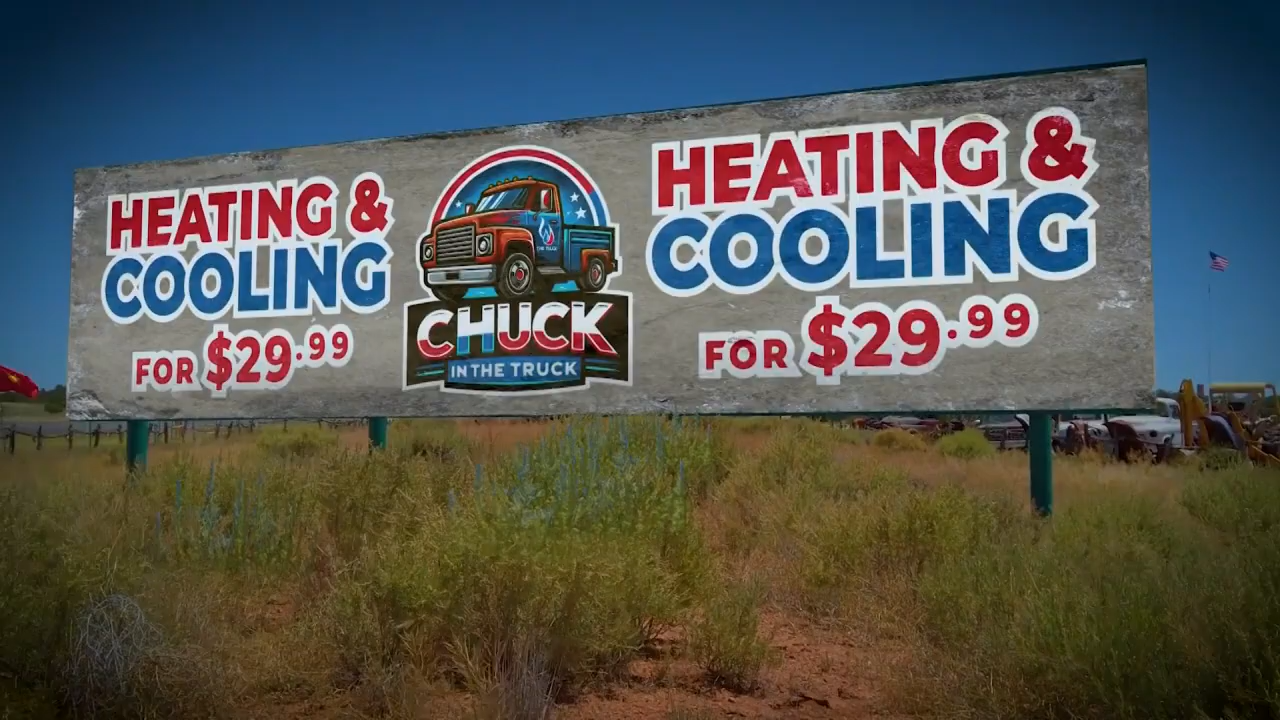 HEATING &
COOLING
FOR $29.99
CHUCK
IN THE TRUCK
HEATING &
COOLING
FOR $29.99